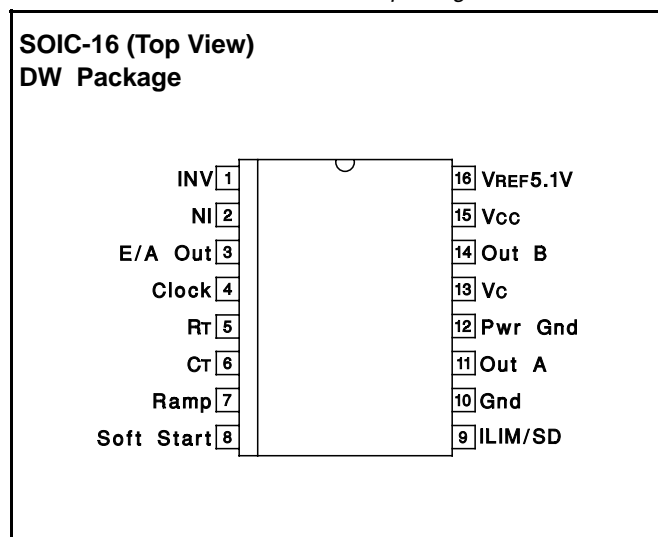 SOIC-16 (Top View)
DW Package
INV 1
NI 2
E/A Out 3
Clock 4
RT 5
CT 6
Ramp 7
Soft Start 8
16 VREF5.1V
15 Vcc
14 Out B
13 Vc
12 Pwr Gnd
11 Out A
10 Gnd
9 ILIM/SD